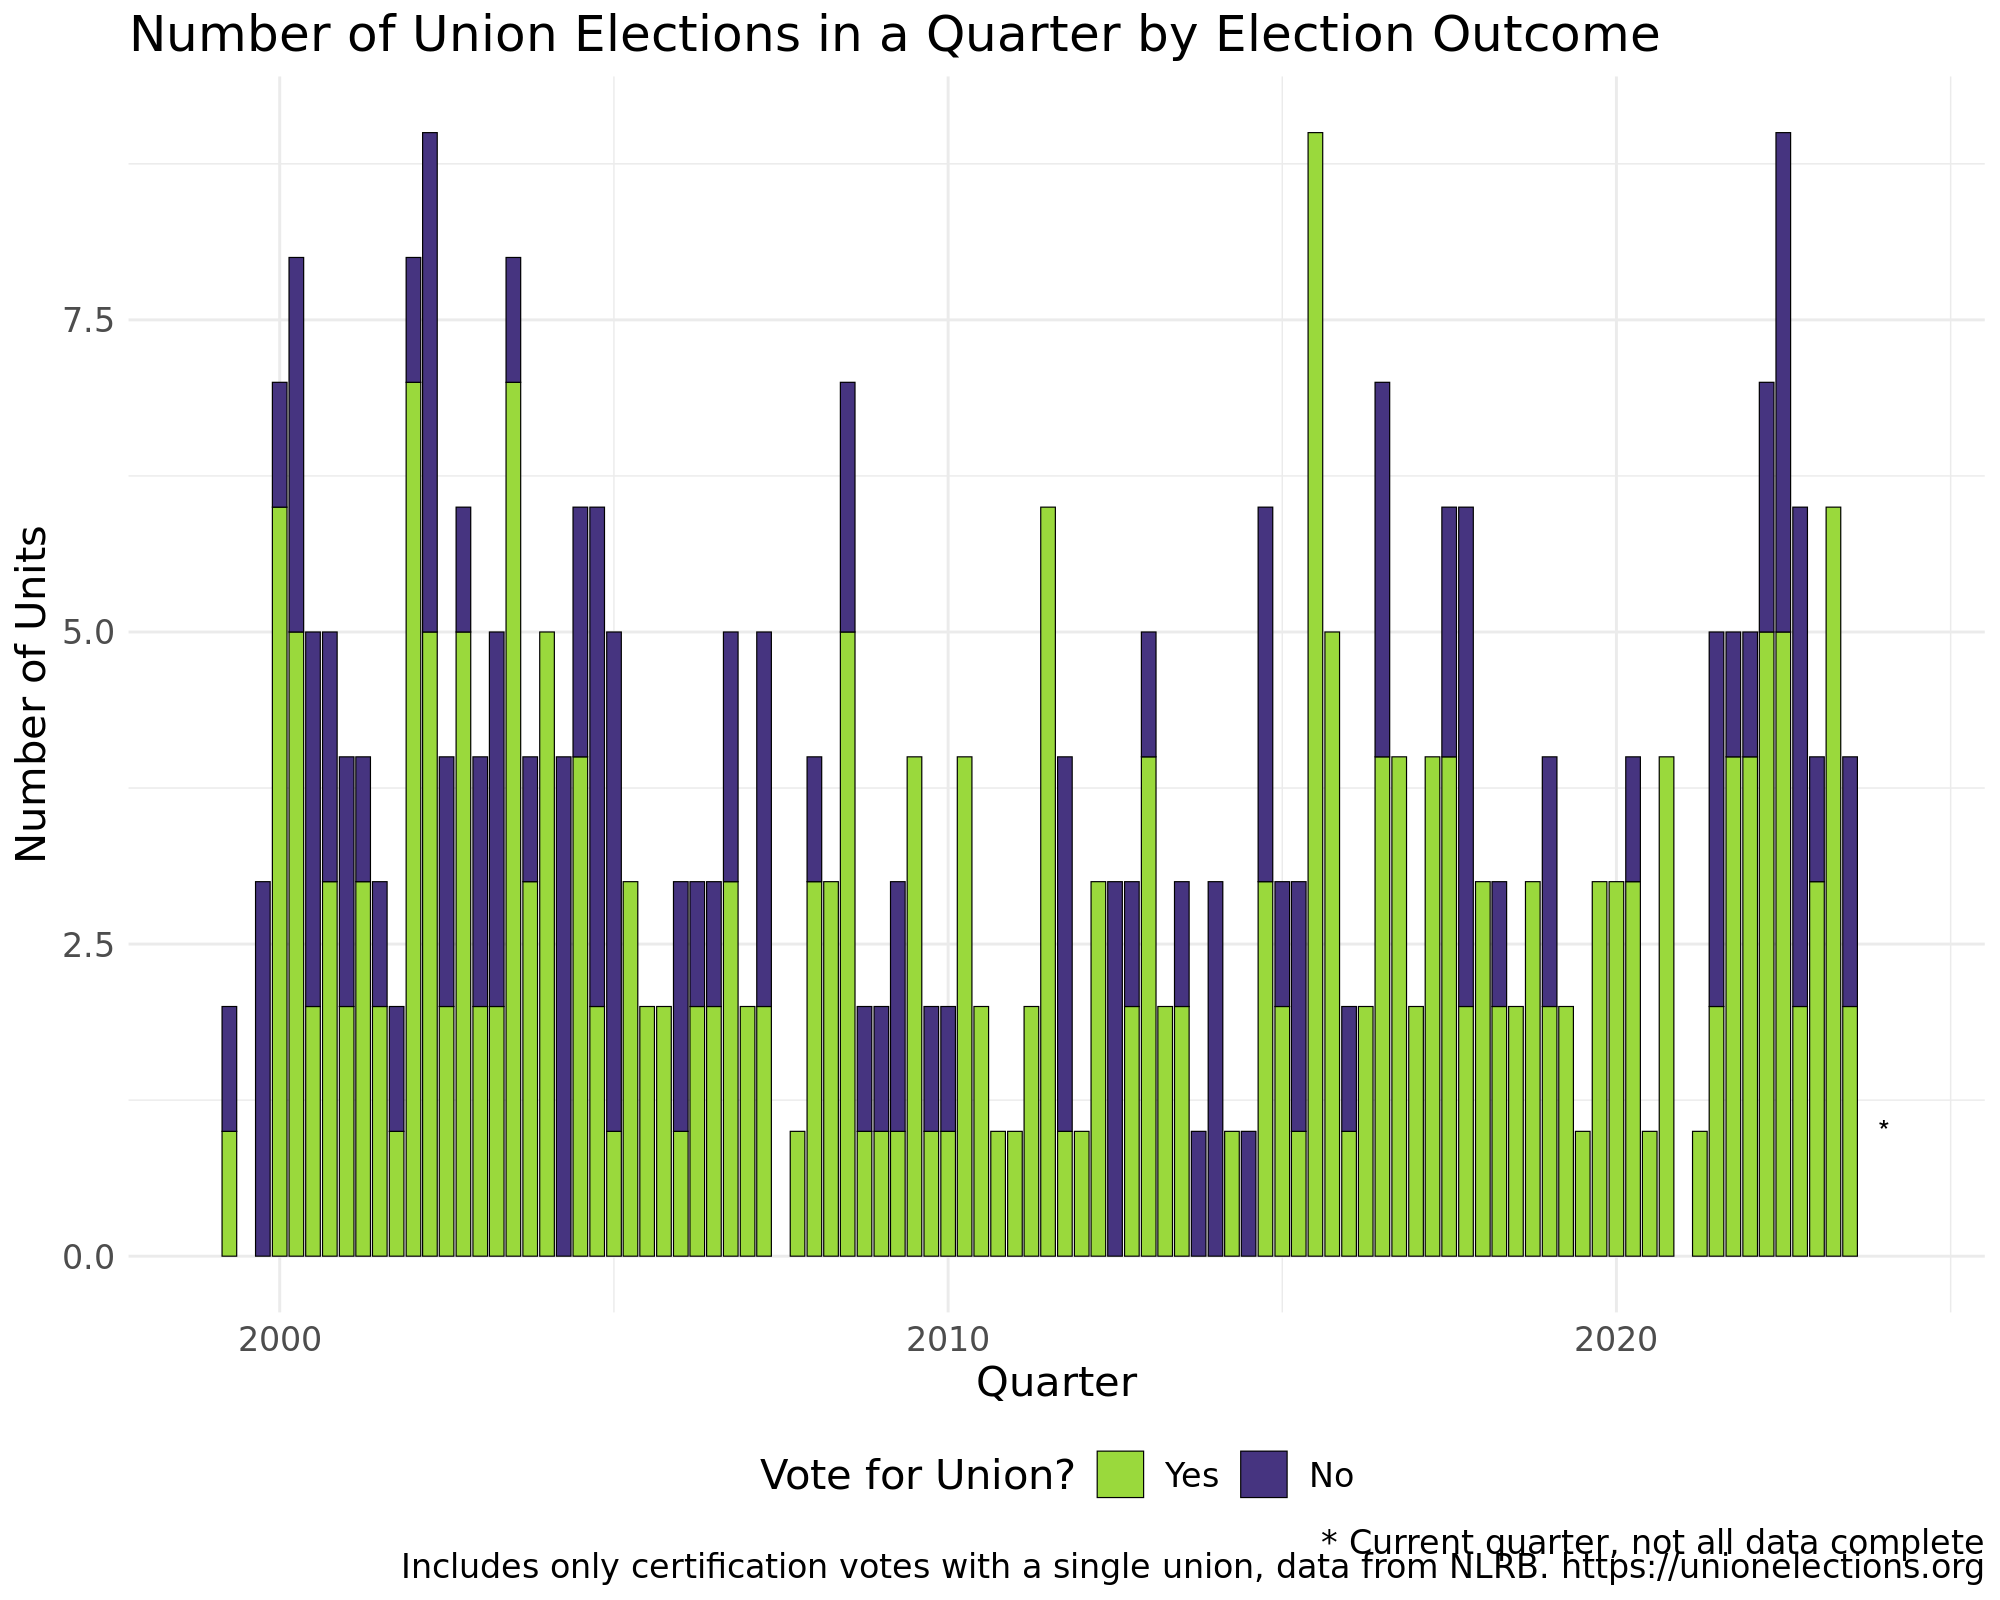 Number of Union Elections in a Quarter by Election Outcome
7.5
5.0
2.5
0.0
Number of Units
*
2000 2010 2020
Quarter
Vote for Union? Yes No
* Current quarter, not all data complete
Includes only certification votes with a single union, data from NLRB. https://unionelections.org